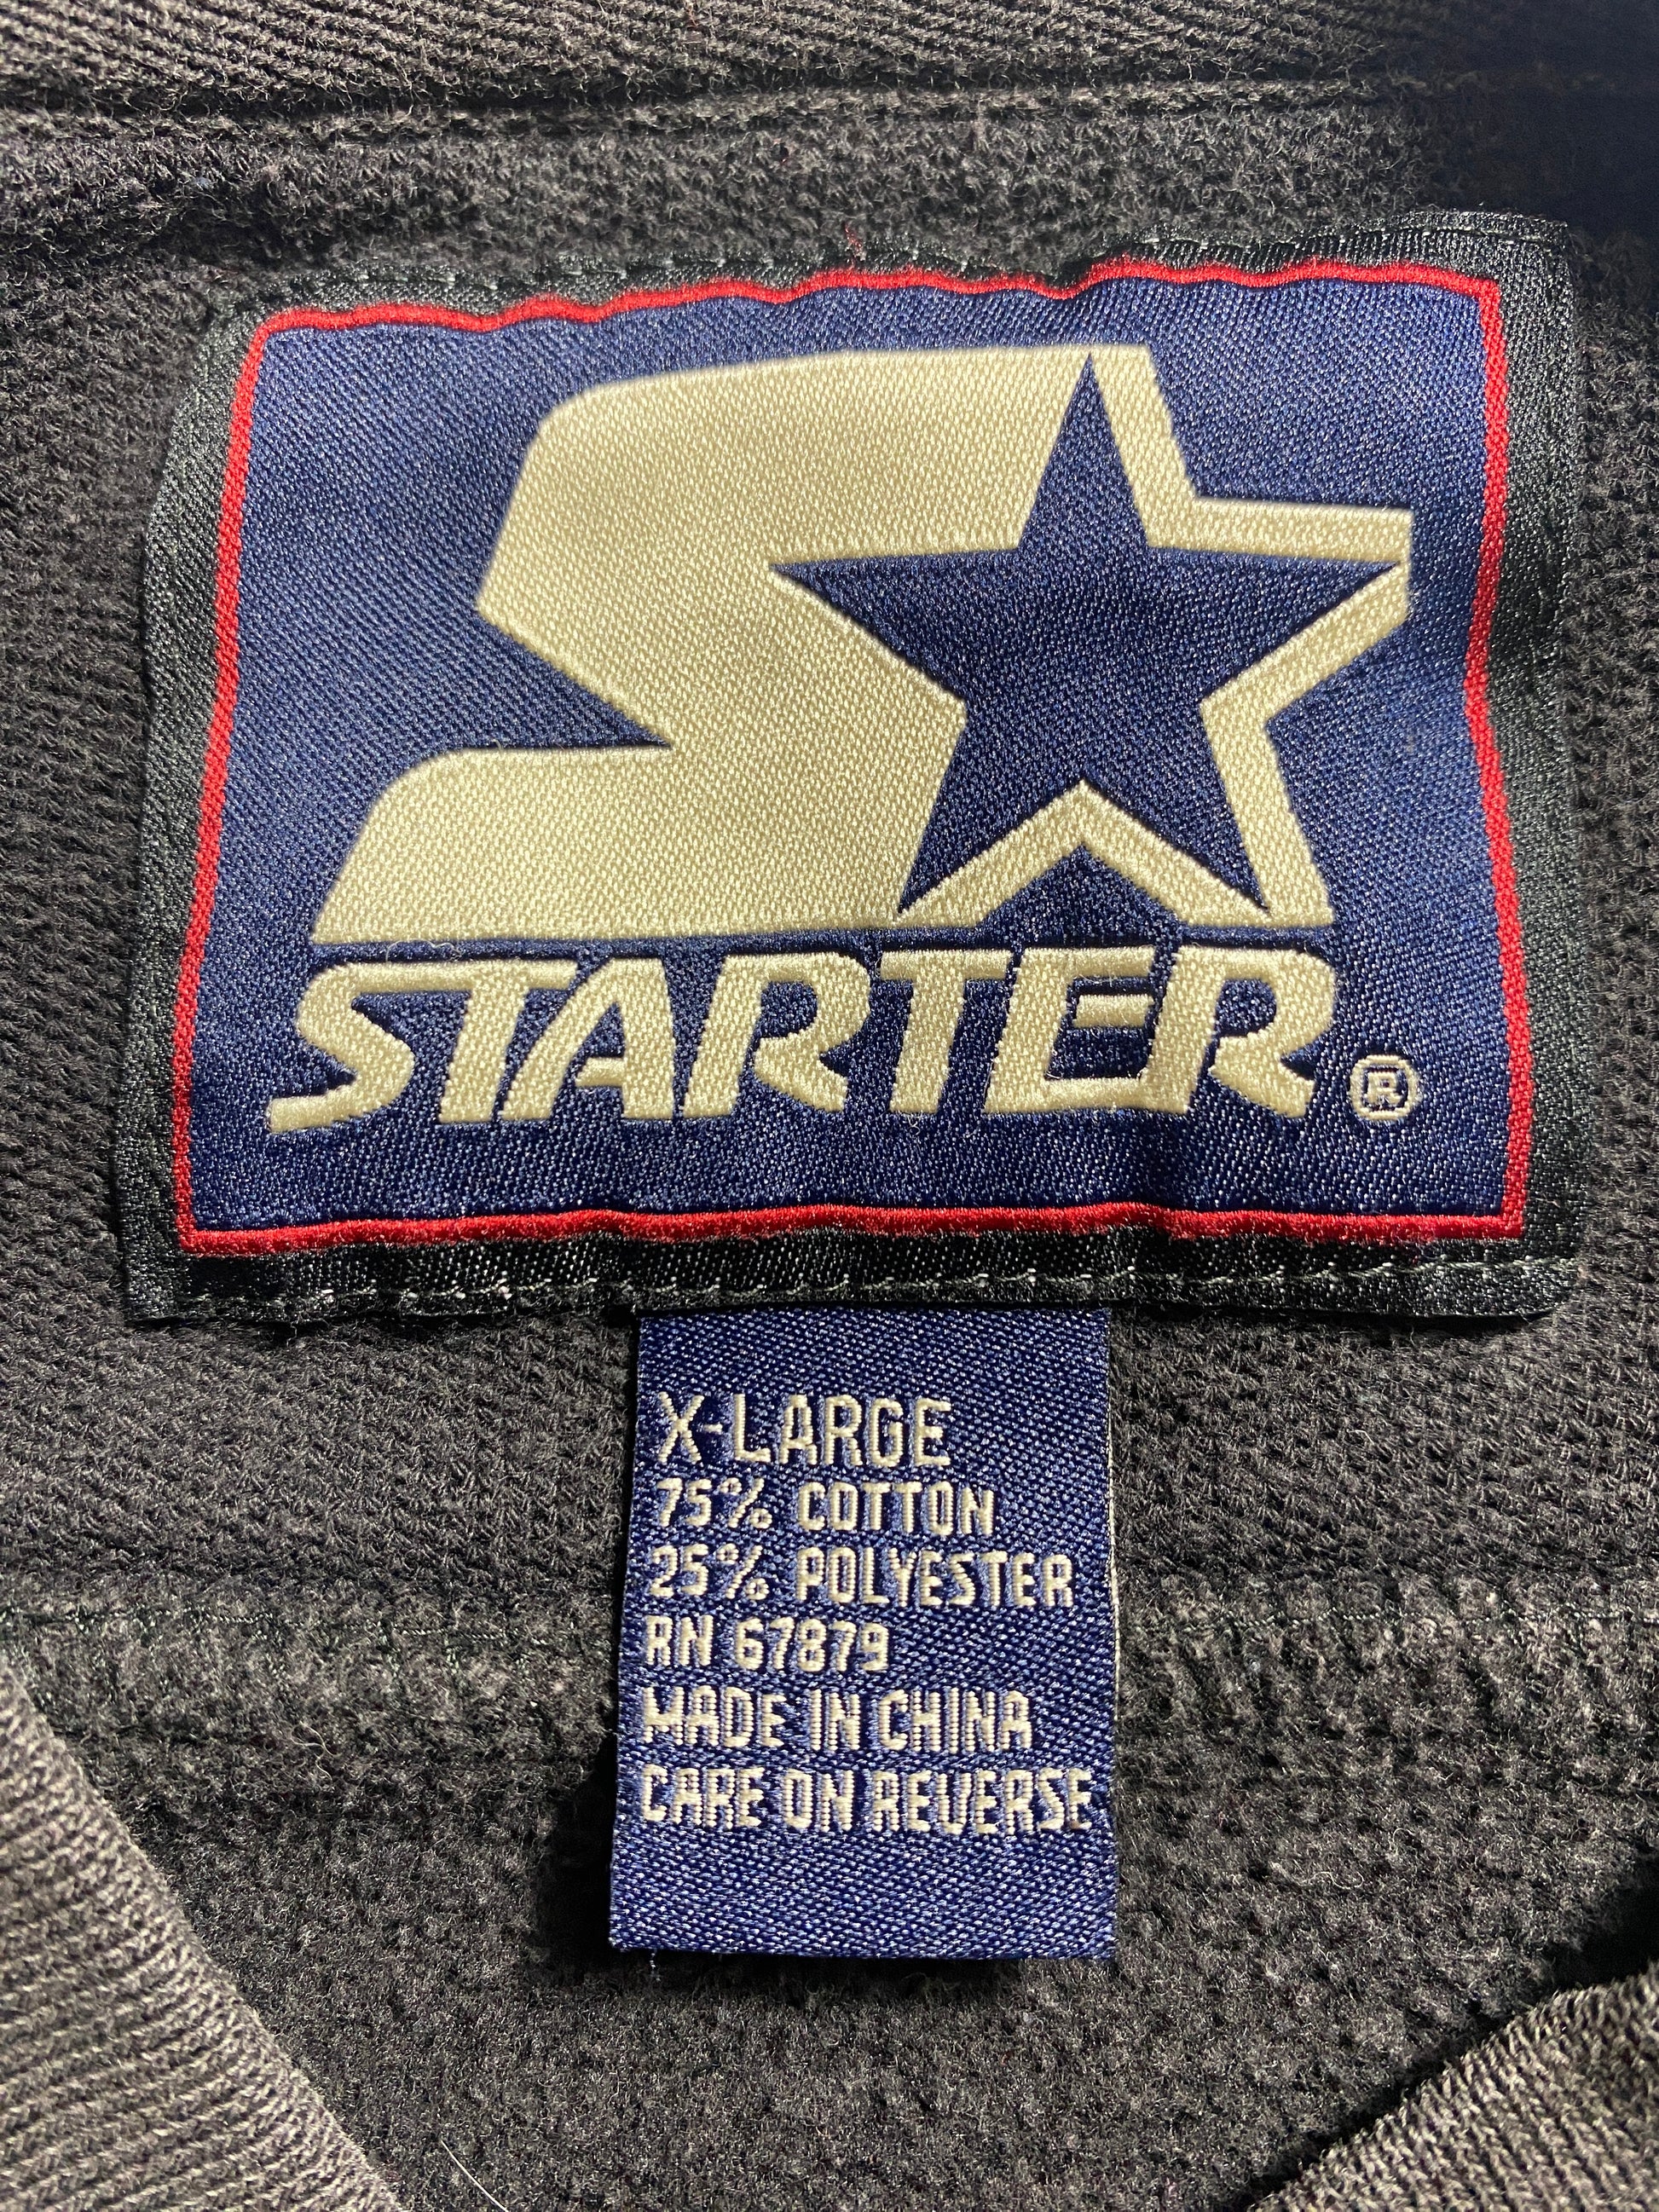 STARTER®
X-LARGE
75% COTTON
25% POLYESTER
RN 67879
MADE IN CHINA
CARE ON REVERSE